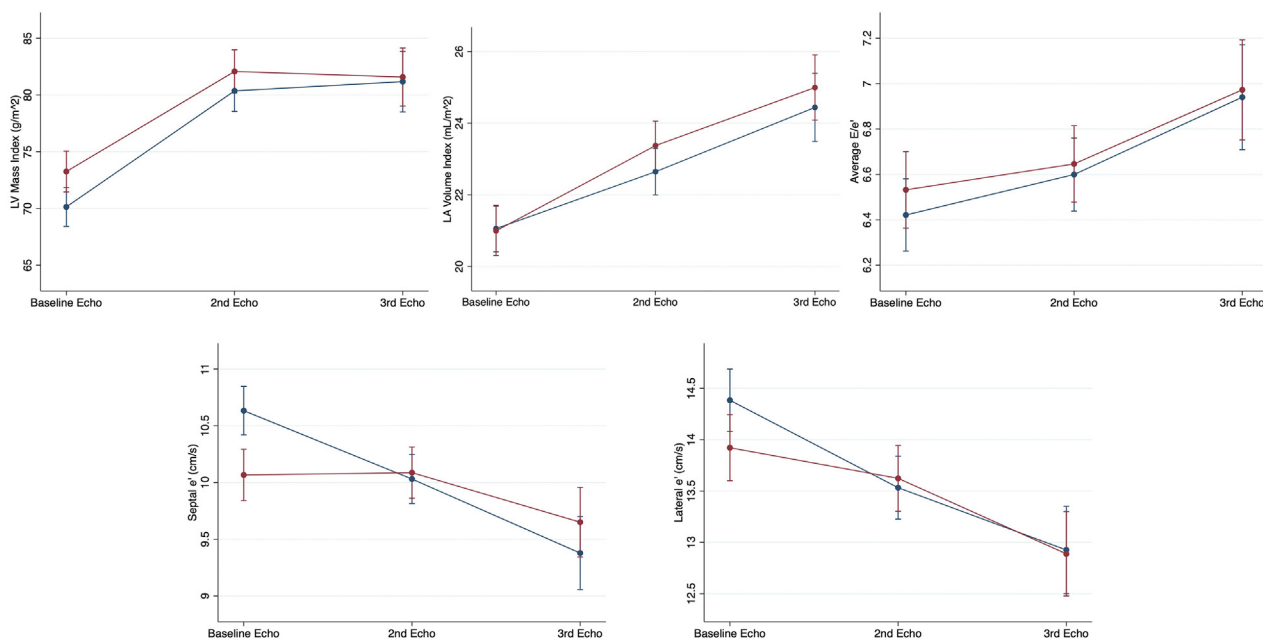 LV Mass Index (g/m^2)
85
80
75
70
65
Baseline Echo
2nd Echo
3rd Echo
LA Volume Index (mL/m^2)
26
24
22
20
Baseline Echo
2nd Echo
3rd Echo
Average E/e'
7.2
7
6.8
6.6
6.4
6.2
Baseline Echo
2nd Echo
3rd Echo
Septal e' (cm/s)
11
10.5
10
9.5
9
Baseline Echo
2nd Echo
3rd Echo
Lateral e' (cm/s)
14.5
14
13.5
13
12.5
Baseline Echo
2nd Echo
3rd Echo